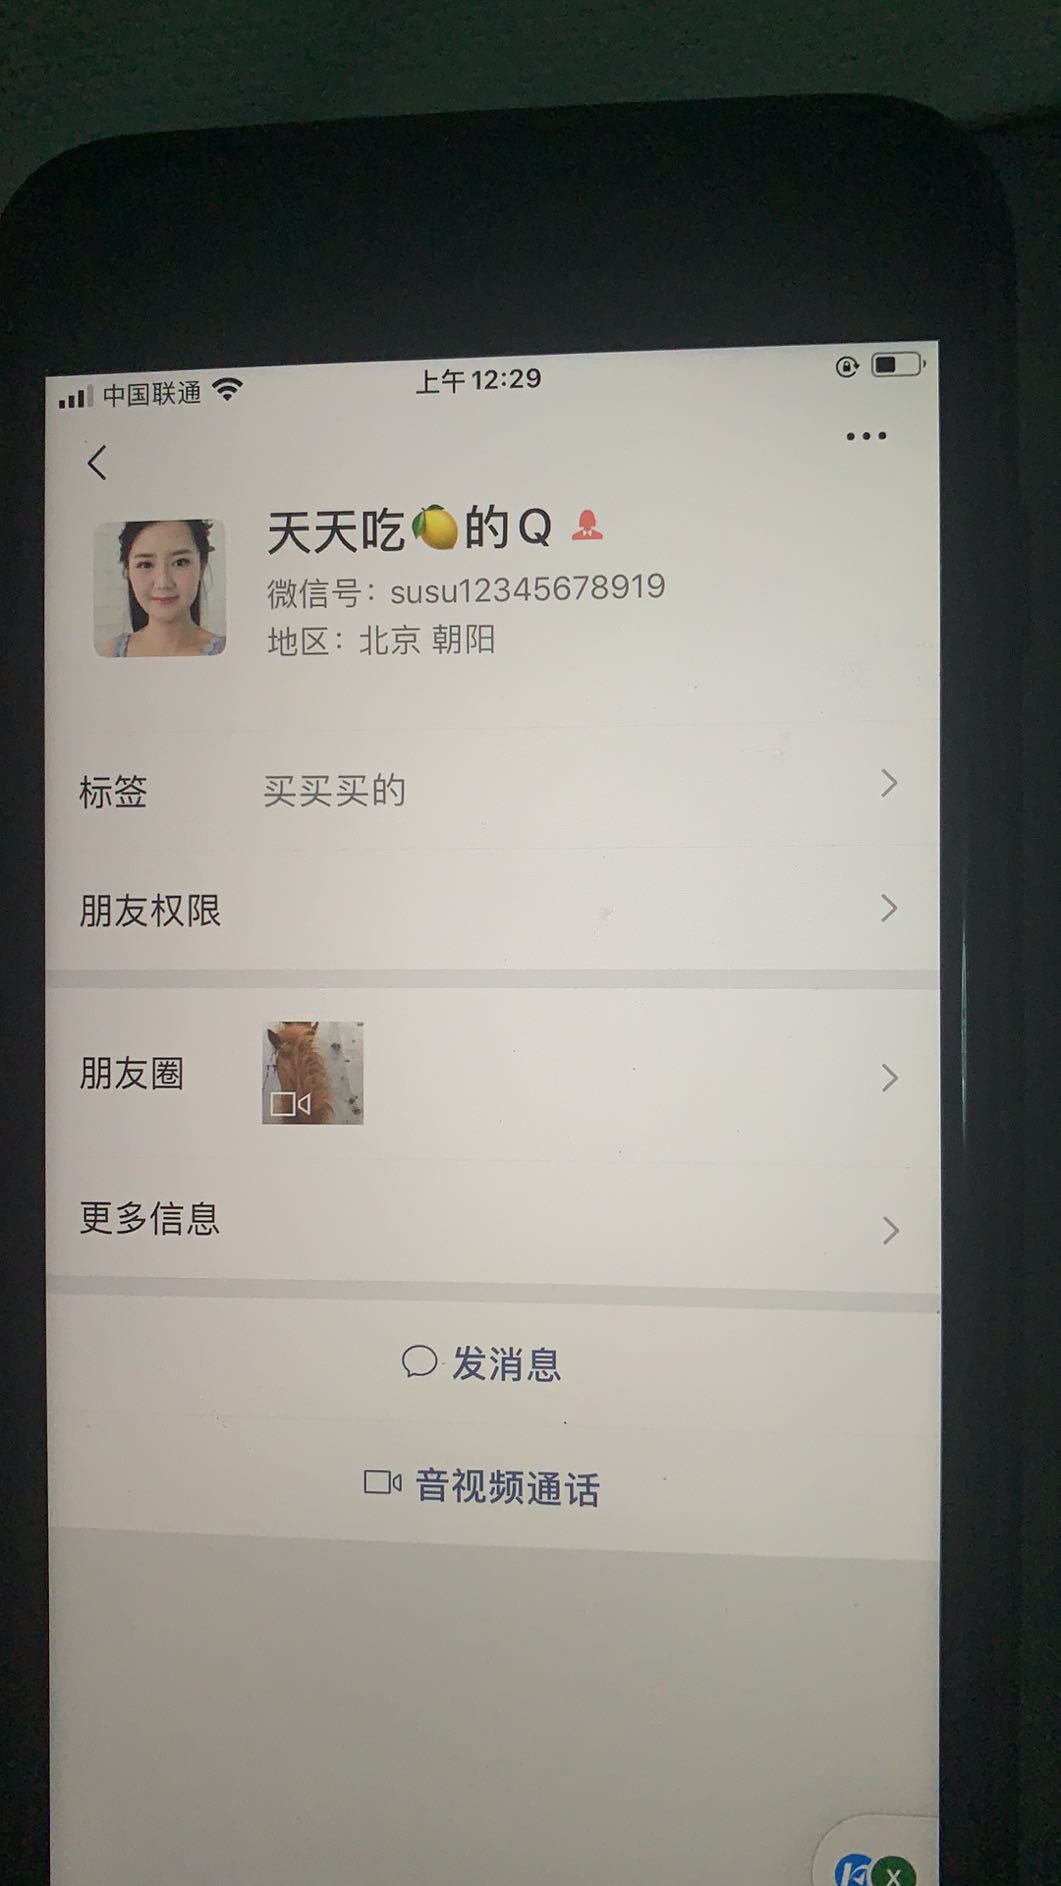 中国联通
上午12:29
天天吃🍋的Q
微信号：susu12345678919
地区：北京 朝阳
标签 买买买的
朋友权限
朋友圈
更多信息
发消息
音视频通话
X